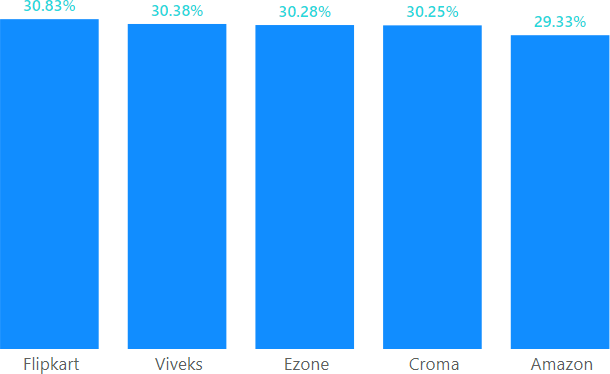 30.83%
30.38%
30.28%
30.25%
29.33%
Flipkart
Viveks
Ezone
Croma
Amazon